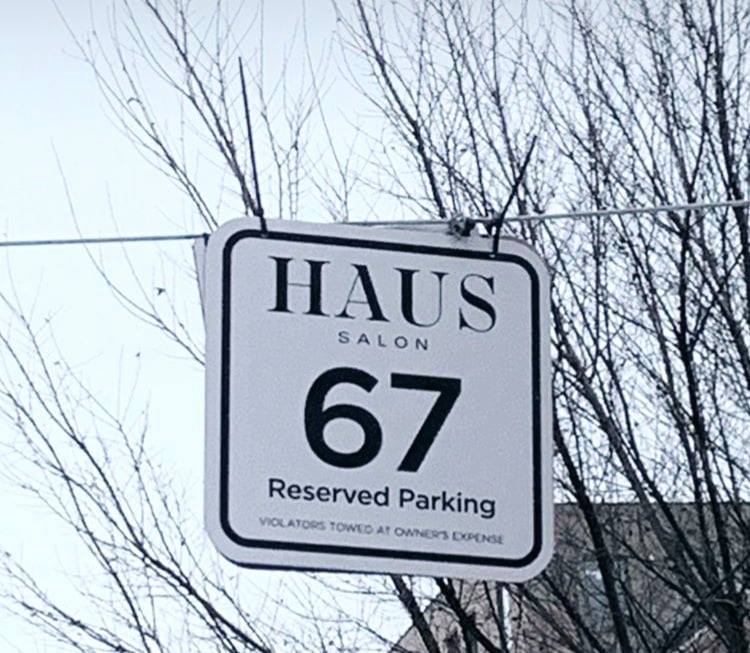 HAUS
SALON
67
Reserved Parking
VIOLATORS TOWED AT OWNER'S EXPENSE